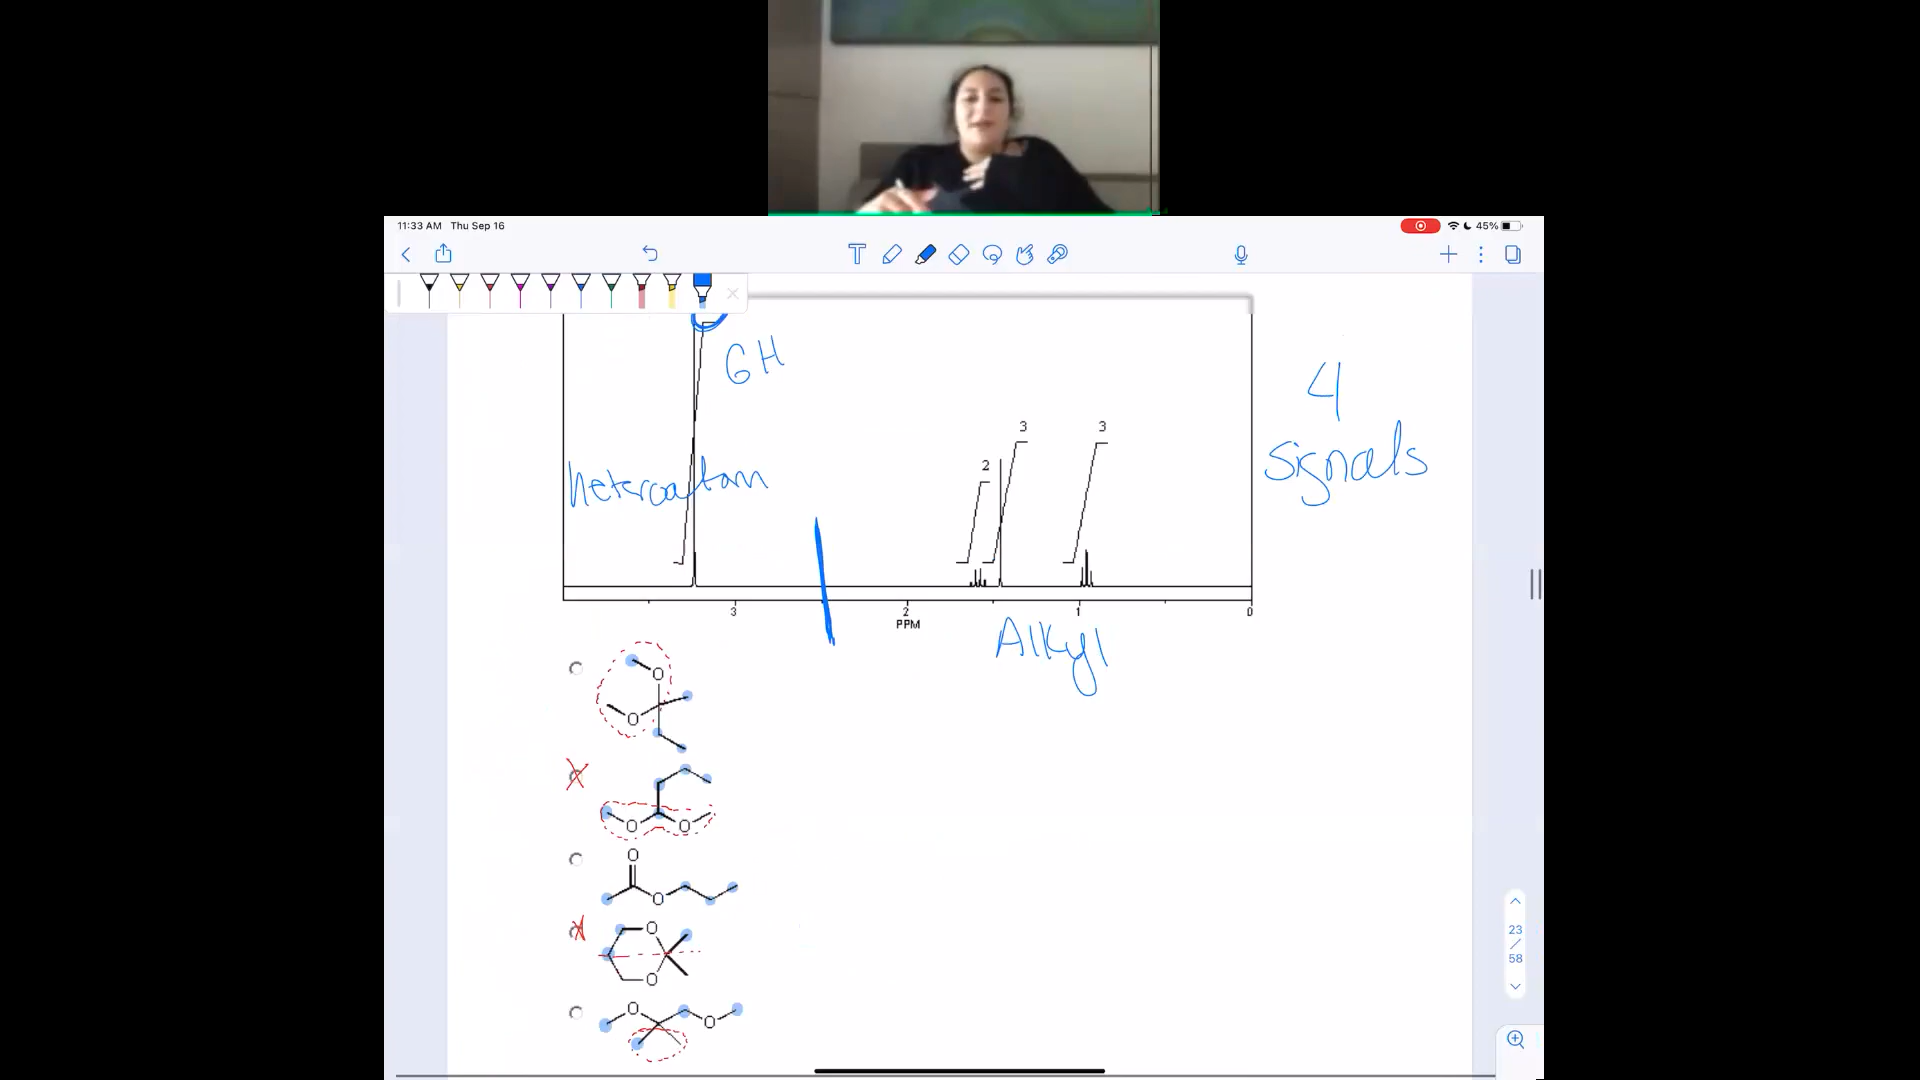 11:33 AM Thu Sep 16
45%
T
6H
4
signals
3
3
2
heteroatom
3
2
1
0
PPM
Alkyl
O
O
O
O
O
O
O
O
O
O
23
/
58